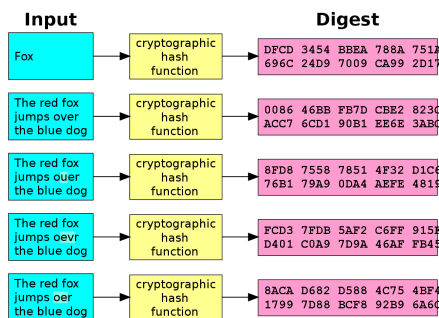 Input
Digest
Fox
cryptographic
hash
function
DFCD 3454 BBEA 788A 751A
696C 24D9 7009 CA99 2D17
The red fox
jumps over
the blue dog
cryptographic
hash
function
0086 46BB FB7D CBE2 823C
ACC7 6CD1 90B1 EE6E 3ABC
The red fox
jumps ouer
the blue dog
cryptographic
hash
function
8FD8 7558 7851 4F32 D1C6
76B1 79A9 0DA4 AEFE 4819
The red fox
jumps oevr
the blue dog
cryptographic
hash
function
FCD3 7FDB 5AF2 C6FF 915F
D401 C0A9 7D9A 46AF FB45
The red fox
jumps oer
the blue dog
cryptographic
hash
function
8ACA D682 D588 4C75 4BF4
1799 7D88 BCF8 92B9 6A6C